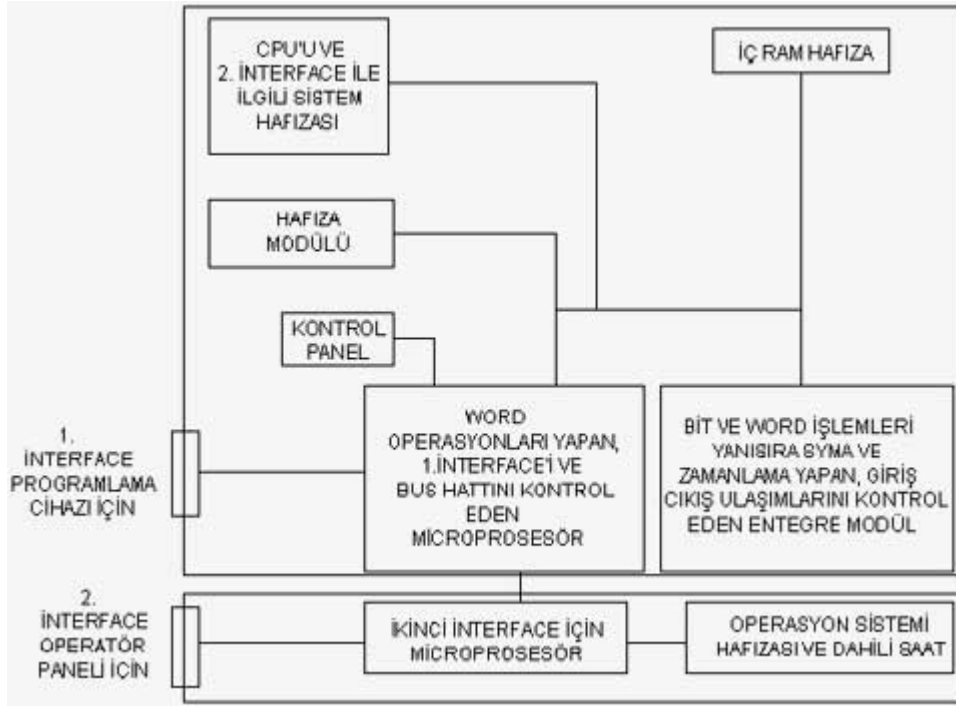 CPU'U VE
2. İNTERFACE İLE
İLGİLİ SİSTEM
HAFIZASI
İÇ RAM HAFIZA
HAFIZA
MODÜLÜ
KONTROL
PANEL
1.
İNTERFACE
PROGRAMLAMA
CİHAZI İÇİN
WORD
OPERASYONLARI YAPAN,
1.İNTERFACE'İ VE
BUS HATTINI KONTROL
EDEN
MİCROPROSESÖR
BİT VE WORD İŞLEMLERİ
YANISIRA SYMA VE
ZAMANLAMA YAPAN, GİRİŞ
CIKIŞ ULAŞIMLARINI KONTROL
EDEN ENTEGRE MODÜL
2.
İNTERFACE
OPERATÖR
PANELİ İÇİN
İKİNCİ İNTERFACE İÇİN
MİCROPROSESÖR
OPERASYON SİSTEMİ
HAFIZASI VE DAHİLİ SAAT